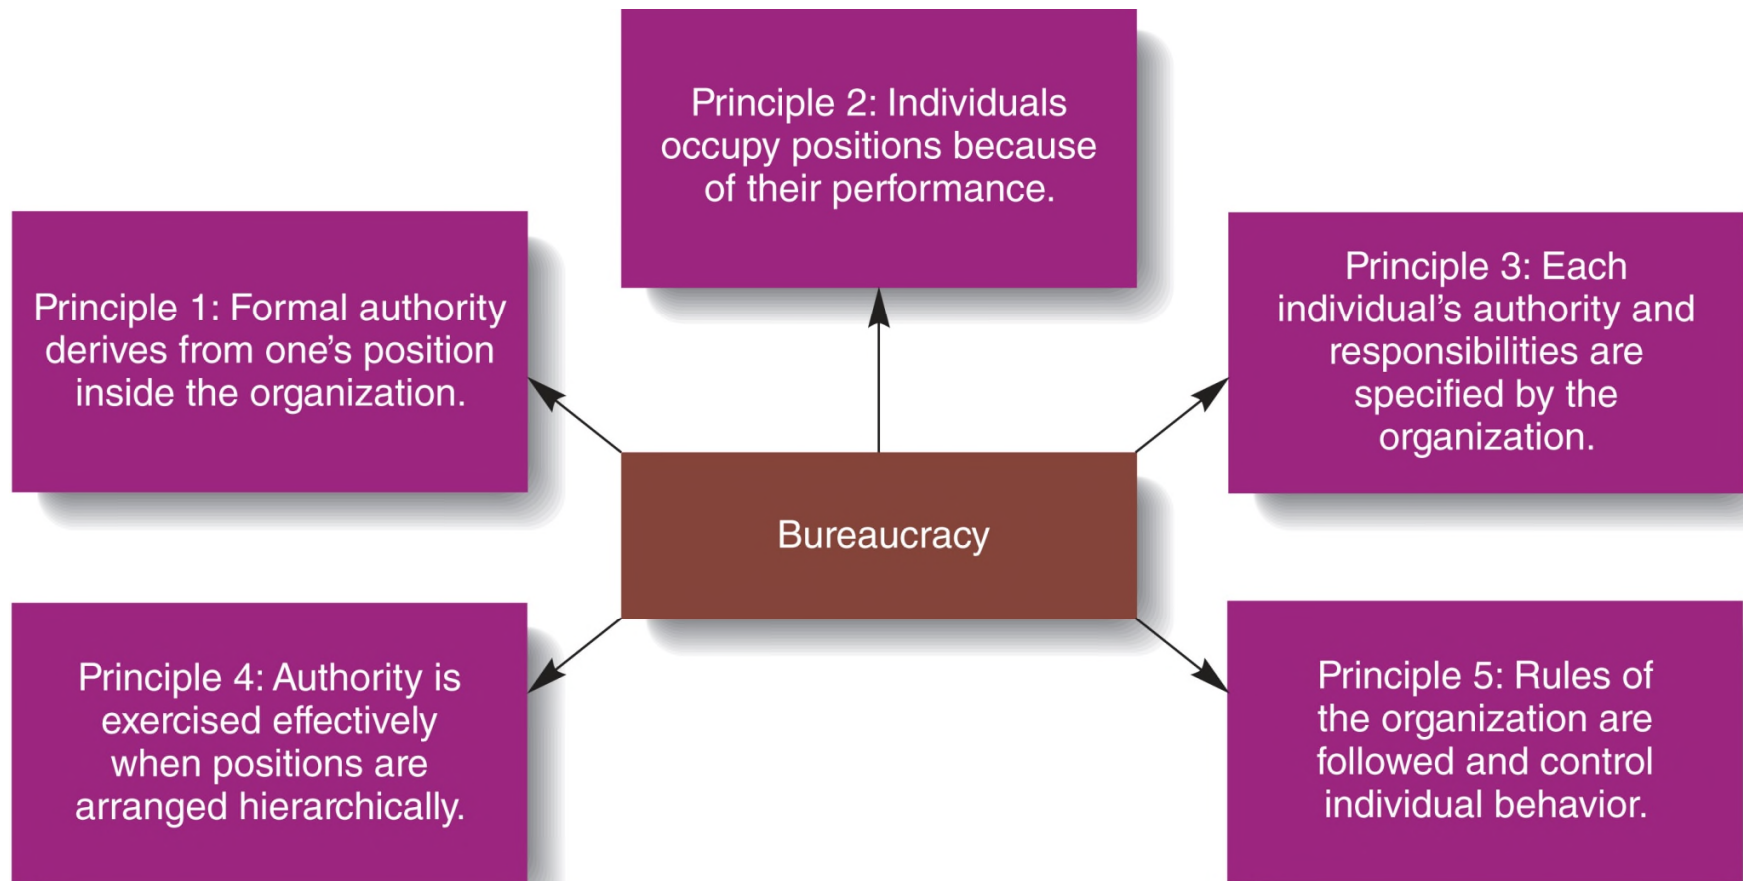 Principle 1: Formal authority
derives from one’s position
inside the organization.
Principle 2: Individuals
occupy positions because
of their performance.
Principle 3: Each
individual’s authority and
responsibilities are
specified by the
organization.
Bureaucracy
Principle 4: Authority is
exercised effectively
when positions are
arranged hierarchically.
Principle 5: Rules of
the organization are
followed and control
individual behavior.